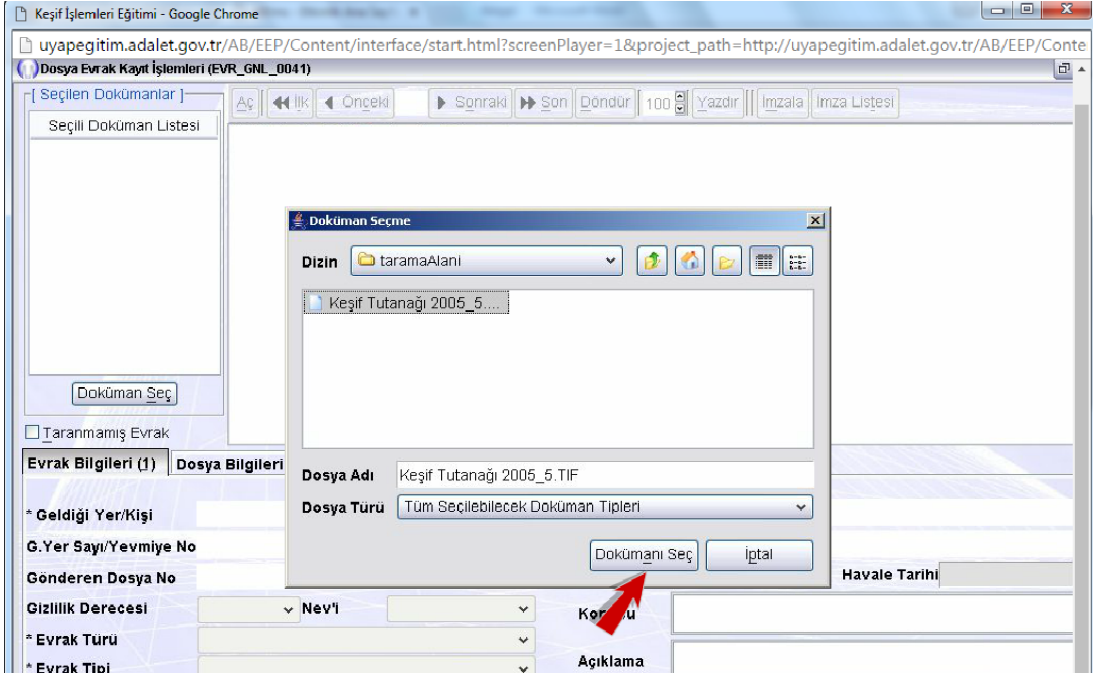 Keşif İşlemleri Eğitimi - Google Chrome
uyapegitim.adalet.gov.tr/AB/EEP/Content/interface/start.html?screenPlayer=1&project_path=http://uyapegitim.adalet.gov.tr/AB/EEP/Conte
Dosya Evrak Kayıt İşlemleri (EVR_GNL_0041)
[ Seçilen Dokümanlar ]
Aç İlk Önceki Sonraki Son Döndür 100 Yazdır İmzala İmza Listesi
Seçili Doküman Listesi
Doküman Seçme
Dizin taramaAlani
Keşif Tutanağı 2005_5....
Doküman Seç
Taranmamış Evrak
Evrak Bilgileri (1) Dosya Bilgileri
Dosya Adı Keşif Tutanağı 2005_5.TIF
Dosya Türü Tüm Seçilebilecek Doküman Tipleri
* Geldiği Yer/Kişi
G.Yer Sayı/Yevmiye No
Dokümanı Seç İptal
Gönderen Dosya No
Havale Tarihi
Gizlilik Derecesi Nev'i
* Evrak Türü
Açıklama
* Evrak Tipi